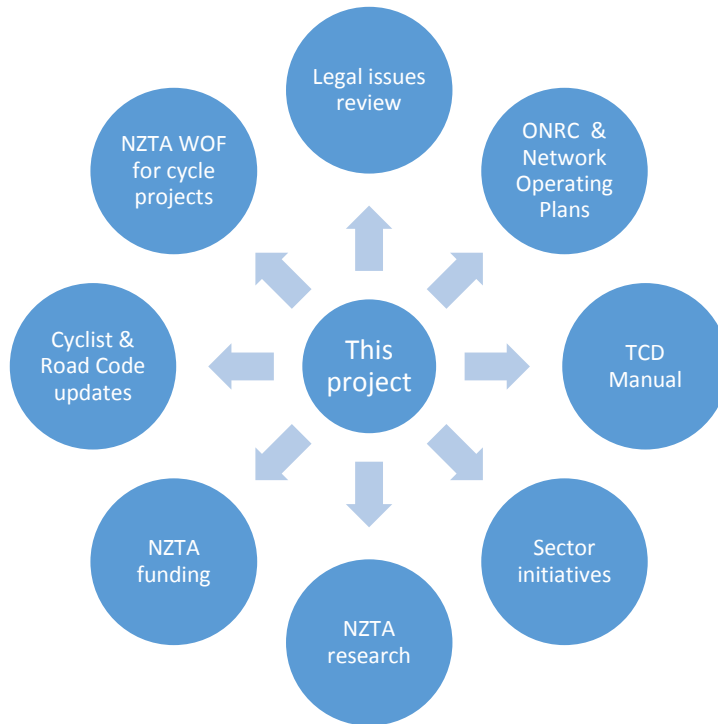 Legal issues
review
ONRC & 
Network
Operating
Plans
TCD
Manual
Sector
initiatives
NZTA
research
NZTA
funding
Cyclist &
Road Code
updates
NZTA WOF
for cycle
projects
This
project